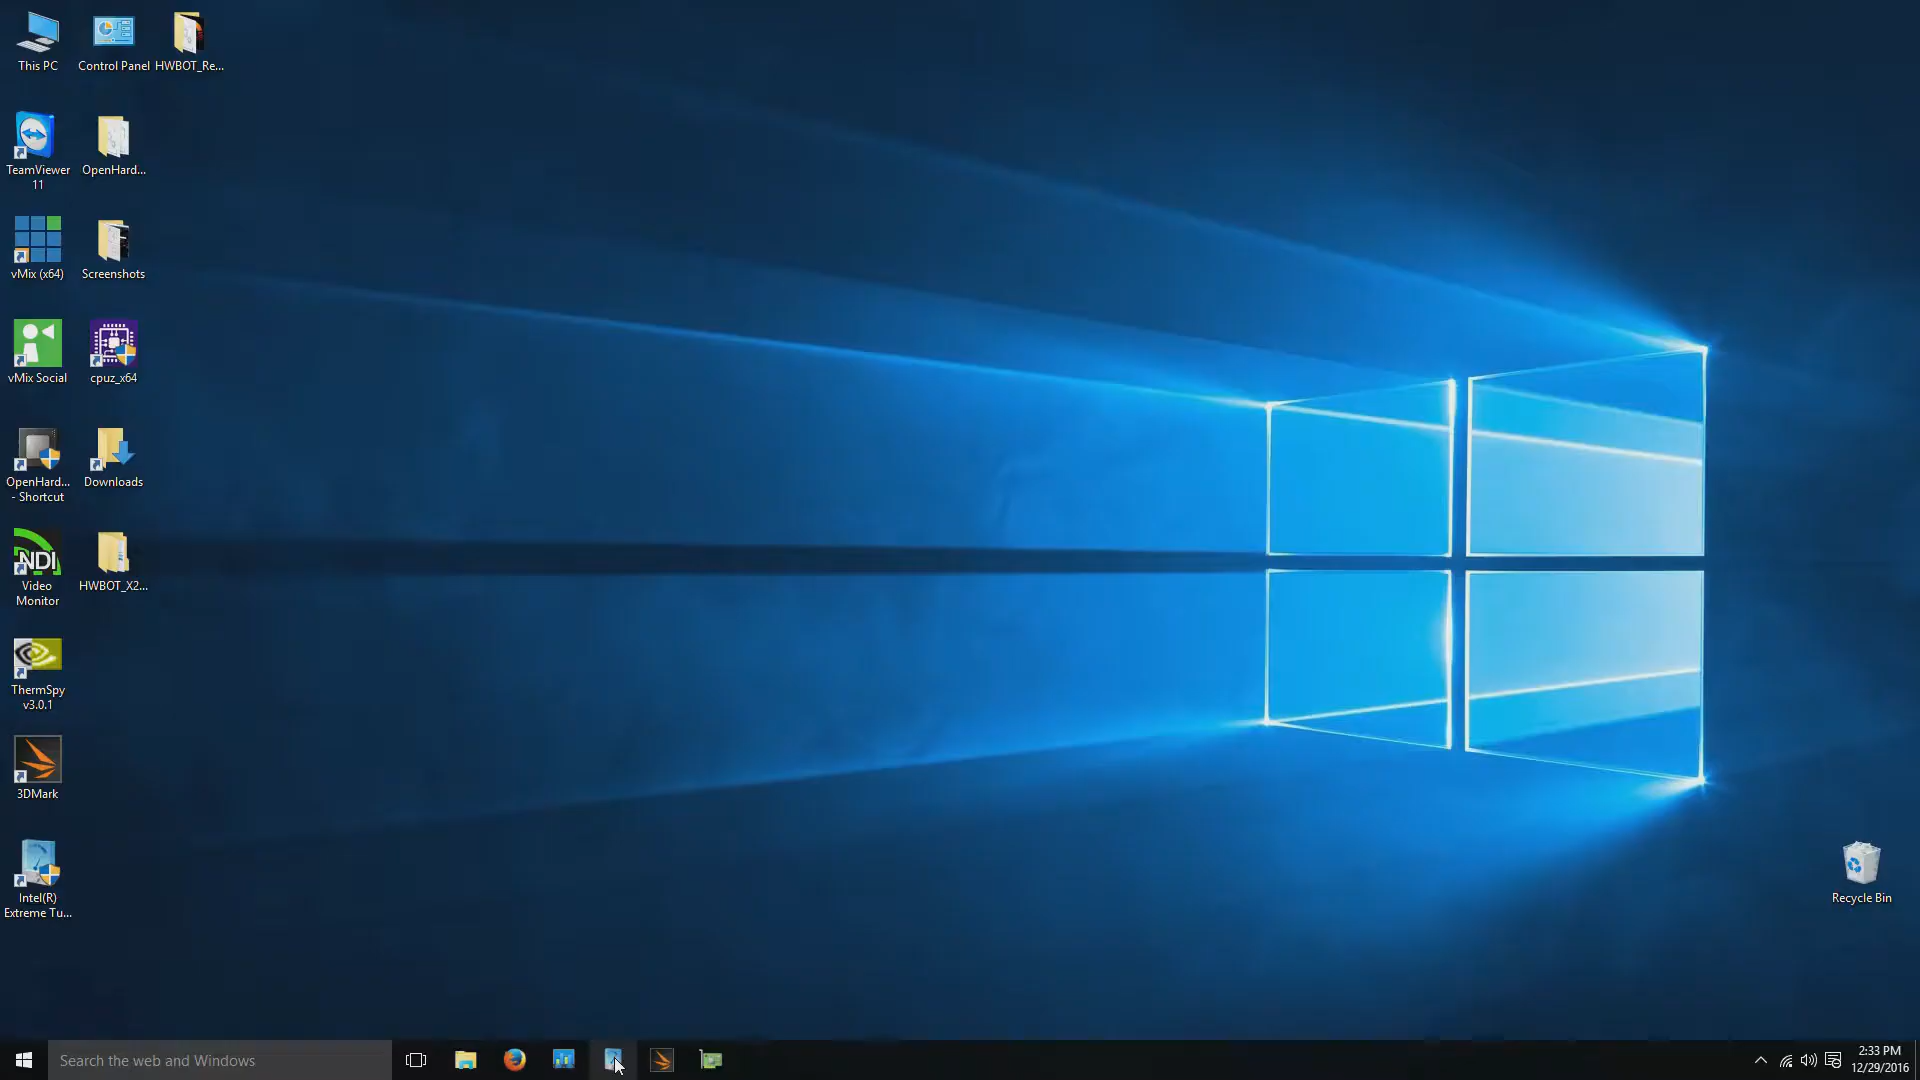 This PC
Control Panel
HWBOT_Re...
TeamViewer
11
OpenHard...
vMix (x64)
Screenshots
vMix Social
cpuz_x64
OpenHard...
- Shortcut
Downloads
NDI
Video
Monitor
HWBOT_X2...
ThermSpy
v3.0.1
3DMark
Intel(R)
Extreme Tu...
Recycle Bin
Search the web and Windows
2:33 PM
12/29/2016